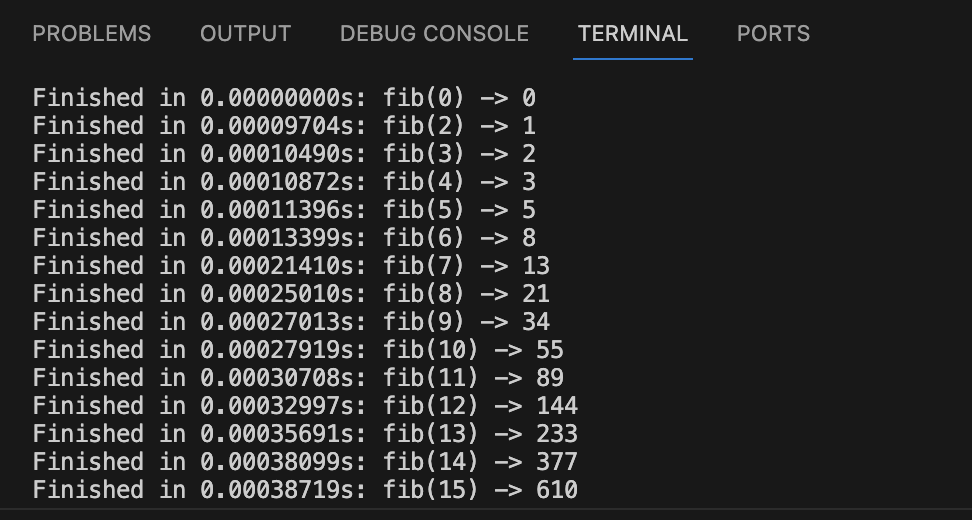 PROBLEMS OUTPUT DEBUG CONSOLE TERMINAL PORTS
Finished in 0.00000000s: fib(0) -> 0
Finished in 0.00009704s: fib(2) -> 1
Finished in 0.00010490s: fib(3) -> 2
Finished in 0.00010872s: fib(4) -> 3
Finished in 0.00011396s: fib(5) -> 5
Finished in 0.00013399s: fib(6) -> 8
Finished in 0.00021410s: fib(7) -> 13
Finished in 0.00025010s: fib(8) -> 21
Finished in 0.00027013s: fib(9) -> 34
Finished in 0.00027919s: fib(10) -> 55
Finished in 0.00030708s: fib(11) -> 89
Finished in 0.00032997s: fib(12) -> 144
Finished in 0.00035691s: fib(13) -> 233
Finished in 0.00038099s: fib(14) -> 377
Finished in 0.00038719s: fib(15) -> 610